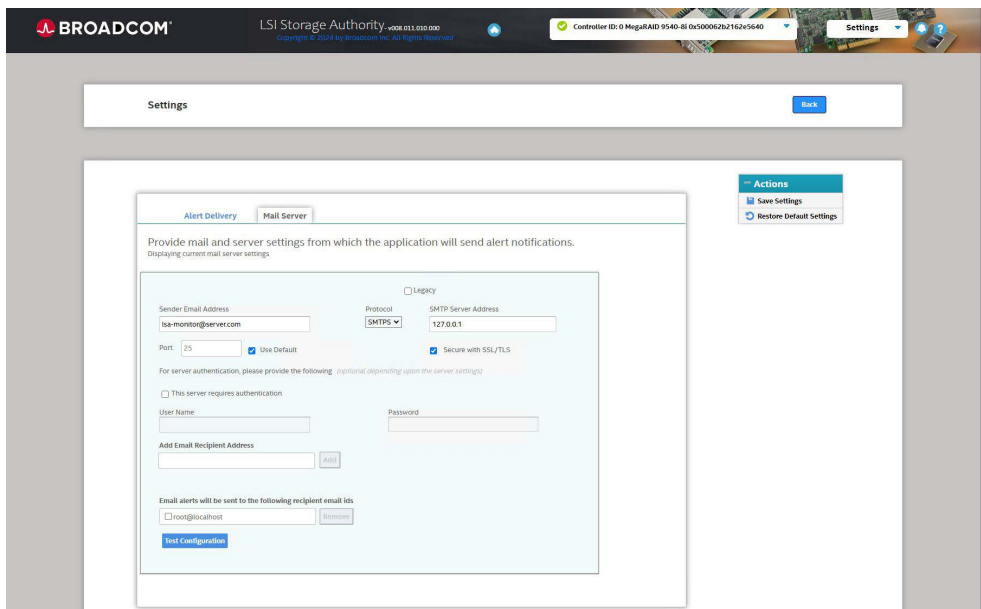 BROADCOM®
LSI Storage Authority. v008.011.010.000
Copyright © 2024 by Broadcom Inc. All Rights Reserved
Controller ID: 0 MegaRAID 9540-8i 0x500062b2162e5640
Settings
?
Settings
Back
Actions
Save Settings
Restore Default Settings
Alert Delivery
Mail Server
Provide mail and server settings from which the application will send alert notifications.
Displaying current mail server settings
Legacy
Sender Email Address
Protocol
SMTP Server Address
lsa-monitor@server.com
SMTPS
127.0.0.1
Port
25
Use Default
Secure with SSL/TLS
For server authentication, please provide the following (optional depending upon the server settings)
This server requires authentication
User Name
Password
Add Email Recipient Address
Add
Email alerts will be sent to the following recipient email ids
root@localhost
Remove
Test Configuration